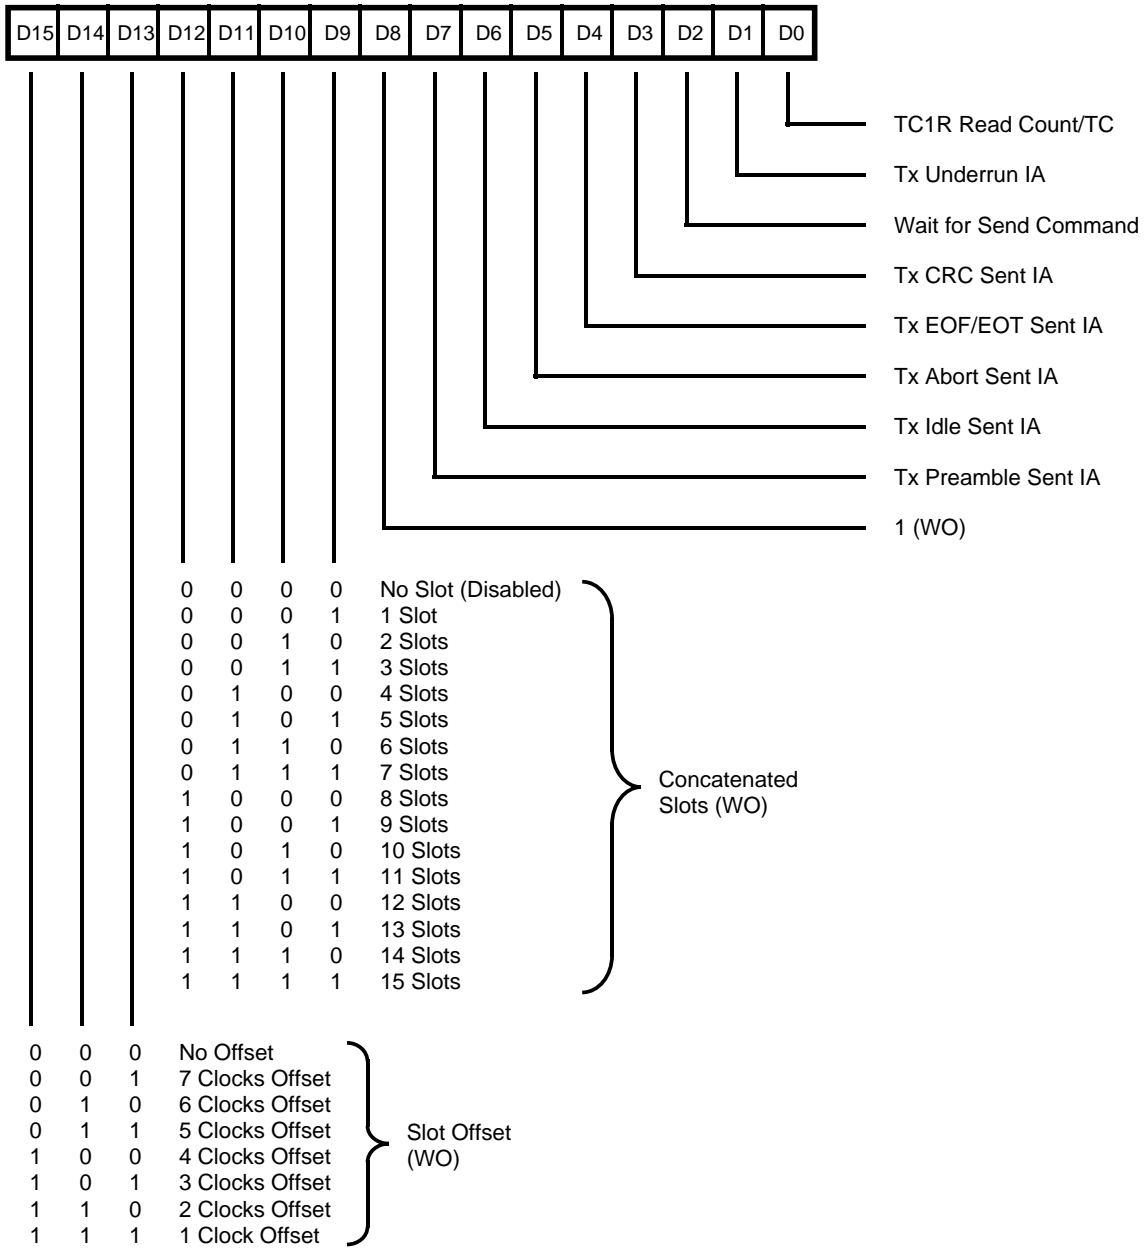 D15 D14 D13 D12 D11 D10 D9 D8 D7 D6 D5 D4 D3 D2 D1 D0
TC1R Read Count/TC
Tx Underrun IA
Wait for Send Command
Tx CRC Sent IA
Tx EOF/EOT Sent IA
Tx Abort Sent IA
Tx Idle Sent IA
Tx Preamble Sent IA
1 (WO)
0 0 0 0 No Slot (Disabled)
0 0 0 1 1 Slot
0 0 1 0 2 Slots
0 0 1 1 3 Slots
0 1 0 0 4 Slots
0 1 0 1 5 Slots
0 1 1 0 6 Slots
0 1 1 1 7 Slots
1 0 0 0 8 Slots
1 0 0 1 9 Slots
1 0 1 0 10 Slots
1 0 1 1 11 Slots
1 1 0 0 12 Slots
1 1 0 1 13 Slots
1 1 1 0 14 Slots
1 1 1 1 15 Slots
Concatenated
Slots (WO)
0 0 0 No Offset
0 0 1 7 Clocks Offset
0 1 0 6 Clocks Offset
0 1 1 5 Clocks Offset
1 0 0 4 Clocks Offset
1 0 1 3 Clocks Offset
1 1 0 2 Clocks Offset
1 1 1 1 Clock Offset
Slot Offset
(WO)